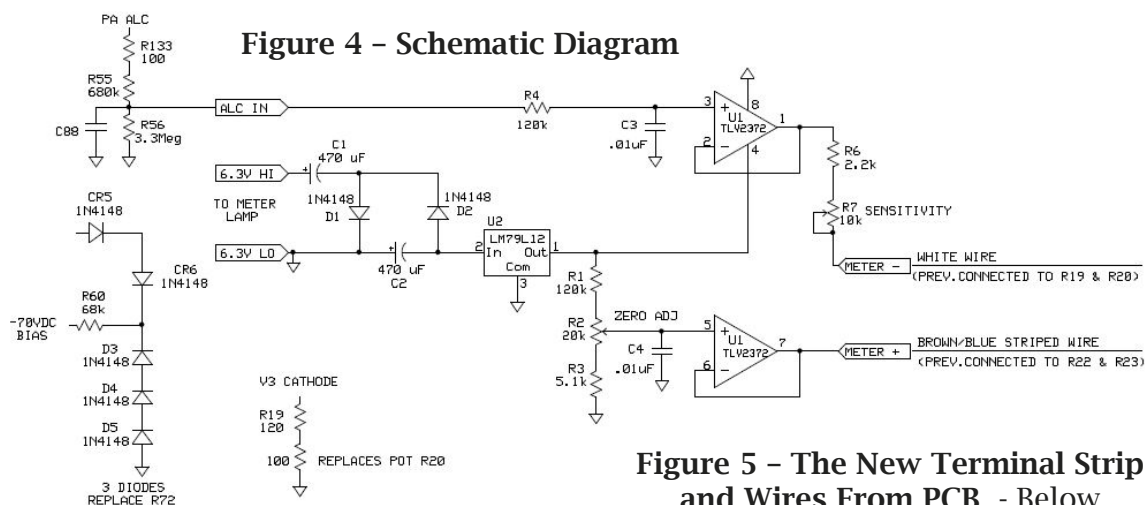 Figure 4 – Schematic Diagram
PA ALC
R133
100
R55
680k
C88
R56
3.3Meg
ALC IN
R4
120k
C3
.01uF
3
+
8
U1
TLV2372
1
2
-
4
R6
2.2k
R7
10k
SENSITIVITY
C1
+
470 uF
6.3V HI
TO METER
LAMP
6.3V LO
1N4148
D1
1N4148
D2
+
470 uF
C2
U2
LM79L12
2
In
Out
1
Com
3
METER -
WHITE WIRE
(PREV.CONNECTED TO R19 & R20)
R1
120k
R2
20k
ZERO ADJ
R3
5.1k
C4
.01uF
5
+
U1
TLV2372
7
6
-
METER +
BROWN/BLUE STRIPED WIRE
(PREV.CONNECTED TO R22 & R23)
CR5
1N4148
CR6
1N4148
R60
68k
-70VDC
BIAS
D3
1N4148
D4
1N4148
D5
1N4148
3 DIODES
REPLACE R72
V3 CATHODE
R19
120
100
REPLACES POT R20
Figure 5 – The New Terminal Strip
and Wires From PCB - Below